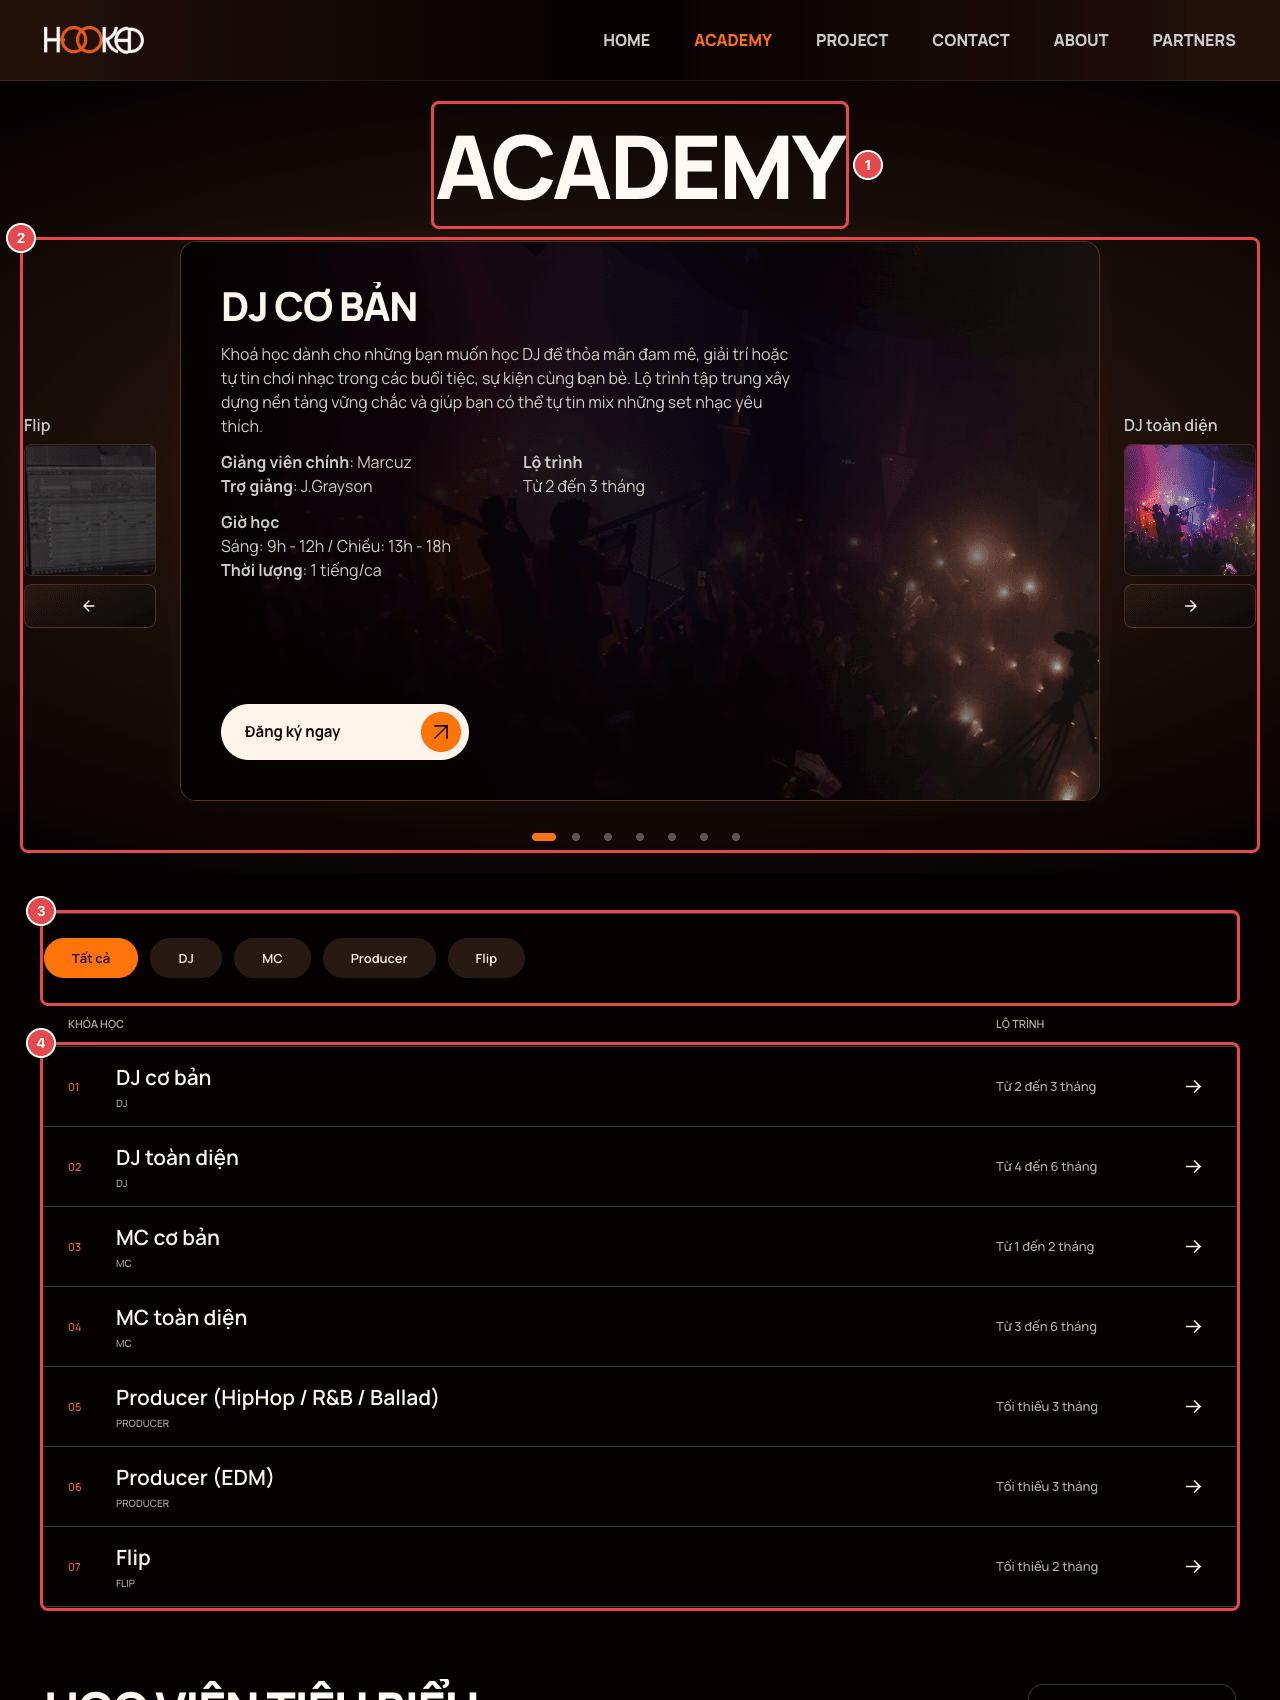 HOOKED
HOME ACADEMY PROJECT CONTACT ABOUT PARTNERS
ACADEMY
1
2
DJ CƠ BẢN
Khoá học dành cho những bạn muốn học DJ để thỏa mãn đam mê, giải trí hoặc
tự tin chơi nhạc trong các buổi tiệc, sự kiện cùng bạn bè. Lộ trình tập trung xây
dựng nền tảng vững chắc và giúp bạn có thể tự tin mix những set nhạc yêu
thích.
Giảng viên chính: Marcuz
Trợ giảng: J.Grayson
Lộ trình
Từ 2 đến 3 tháng
Giờ học
Sáng: 9h - 12h / Chiều: 13h - 18h
Thời lượng: 1 tiếng/ca
Flip
DJ toàn diện
Đăng ký ngay
3
Tất cả DJ MC Producer Flip
KHÓA HỌC LỘ TRÌNH
4
01 DJ cơ bản Từ 2 đến 3 tháng
DJ
02 DJ toàn diện Từ 4 đến 6 tháng
DJ
03 MC cơ bản Từ 1 đến 2 tháng
MC
04 MC toàn diện Từ 3 đến 6 tháng
MC
05 Producer (HipHop / R&B / Ballad) Tối thiểu 3 tháng
PRODUCER
06 Producer (EDM) Tối thiểu 3 tháng
PRODUCER
07 Flip Tối thiểu 2 tháng
FLIP
HỌC VIÊN TIÊU BIỂU